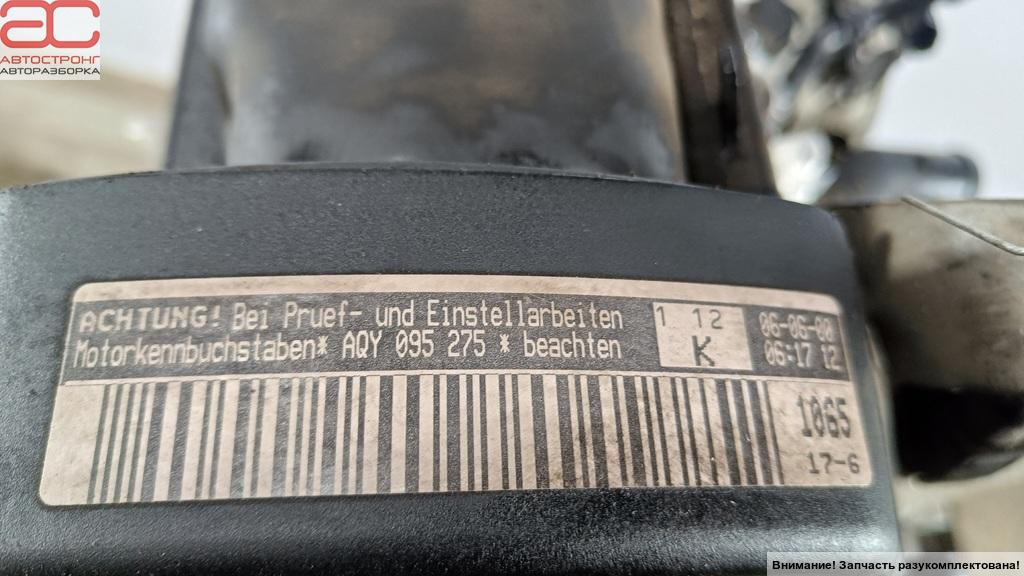 АС
АВТОСТРОНГ
АВТОРАЗБОРКА
ACHTUNG! Bei Pruef- und Einstellarbeiten
Motorkennbuchstaben* AQY 095 275 * beachten
1 12
K
06-06-00
06:17 12
1065
17-6
Внимание! Запчасть разукомплектована!